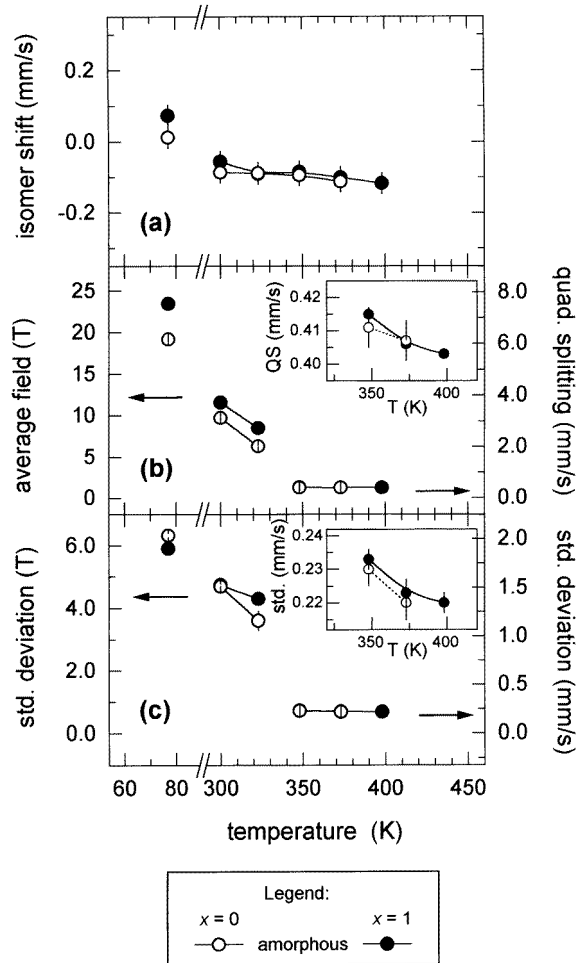 isomer shift (mm/s)
0.2
0.0
-0.2
(a)
average field (T)
25
20
15
10
5
0
(b)
QS (mm/s)
0.42
0.41
0.40
350
400
T (K)
8.0
6.0
4.0
2.0
0.0
quad. splitting (mm/s)
std. deviation (T)
6.0
4.0
2.0
0.0
(c)
std. (mm/s)
0.24
0.23
0.22
350
400
T (K)
2.0
1.5
1.0
0.5
0.0
std. deviation (mm/s)
60 80 300 350 400 450
temperature (K)
Legend:
x = 0 x = 1
amorphous